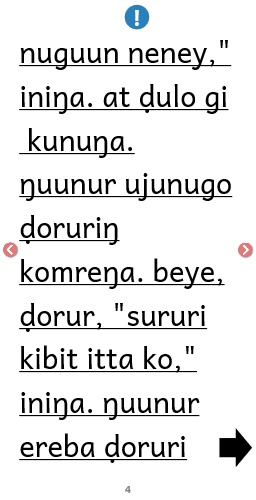 nuguun neney,"
iniŋa. at ḍulo gi
kunuŋa.
ŋuunur ujunugo
ḍoruriŋ
komreŋa. beye,
ḍorur, "sururi
kibit itta ko,"
iniŋa. ŋuunur
ereba ḍoruri
4